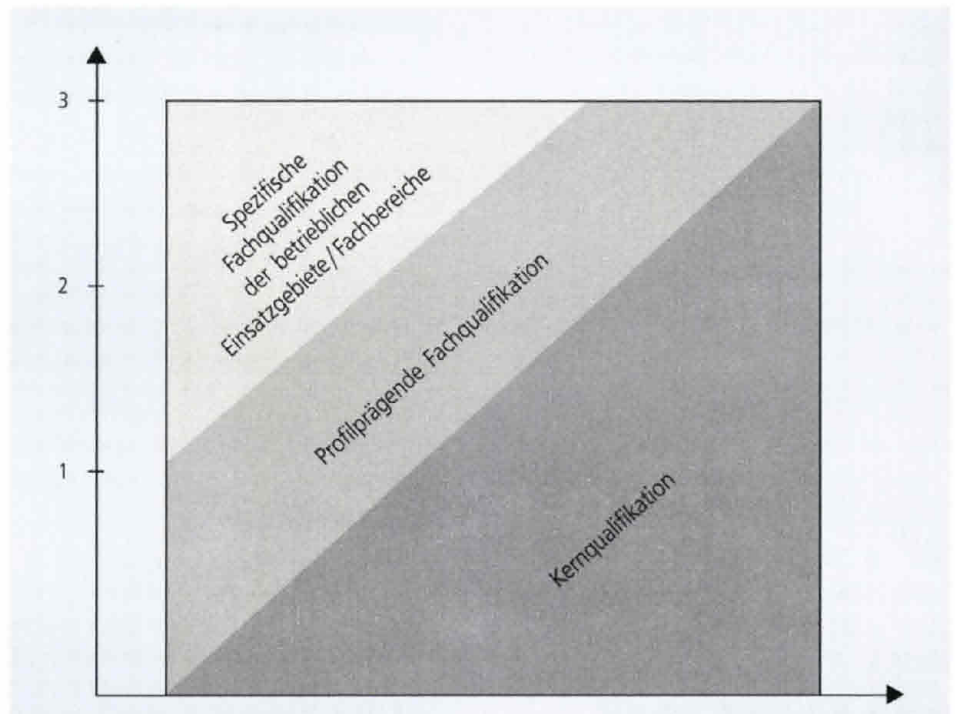 3
2
1
Spezifische
Fachqualifikation
der betrieblichen
Einsatzgebiete/Fachbereiche
Profilprägende Fachqualifikation
Kernqualifikation